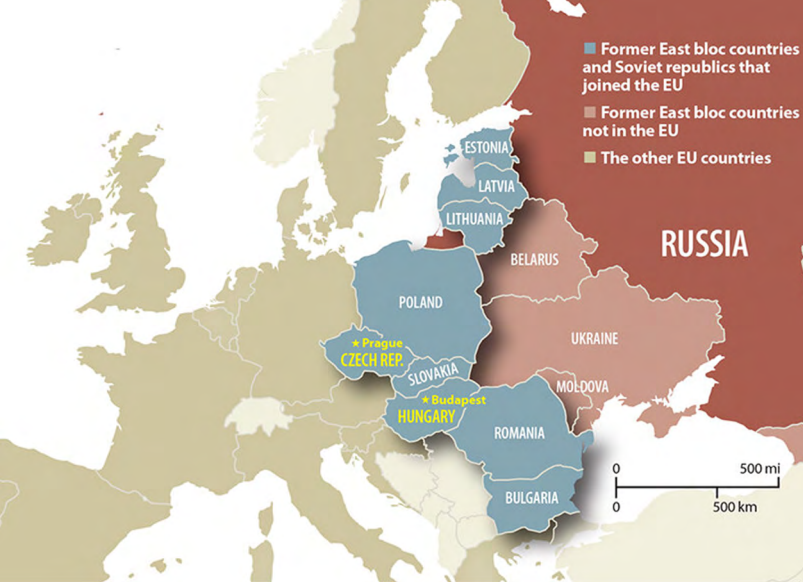 Former East bloc countries
and Soviet republics that
joined the EU
Former East bloc countries
not in the EU
The other EU countries
ESTONIA
LATVIA
LITHUANIA
RUSSIA
BELARUS
POLAND
UKRAINE
★ Prague
CZECH REP.
SLOVAKIA
MOLDOVA
★ Budapest
HUNGARY
ROMANIA
BULGARIA
0 500 mi
0 500 km